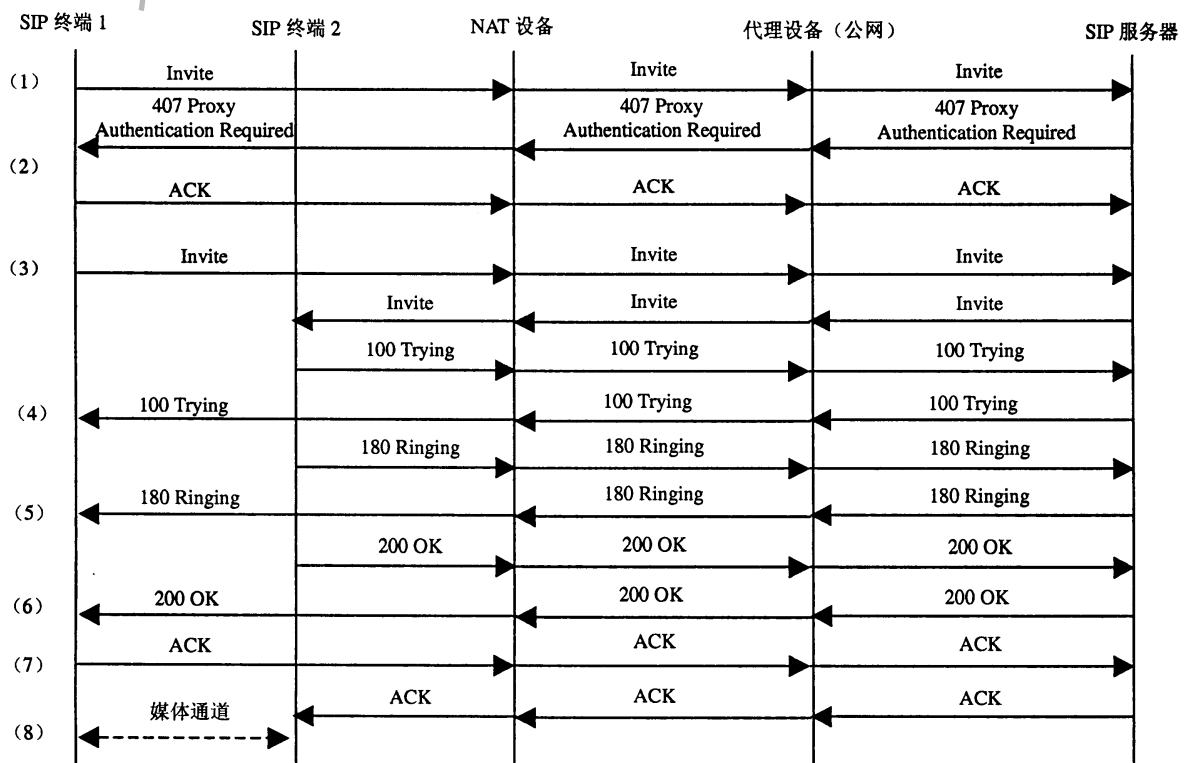 SIP 终端 1
SIP 终端 2
NAT 设备
代理设备（公网）
SIP 服务器
（1）
Invite
Invite
Invite
407 Proxy
Authentication Required
407 Proxy
Authentication Required
407 Proxy
Authentication Required
（2）
ACK
ACK
ACK
（3）
Invite
Invite
Invite
Invite
Invite
Invite
100 Trying
100 Trying
100 Trying
（4）
100 Trying
100 Trying
100 Trying
180 Ringing
180 Ringing
180 Ringing
（5）
180 Ringing
180 Ringing
180 Ringing
200 OK
200 OK
200 OK
（6）
200 OK
200 OK
200 OK
（7）
ACK
ACK
ACK
ACK
ACK
ACK
（8）
媒体通道